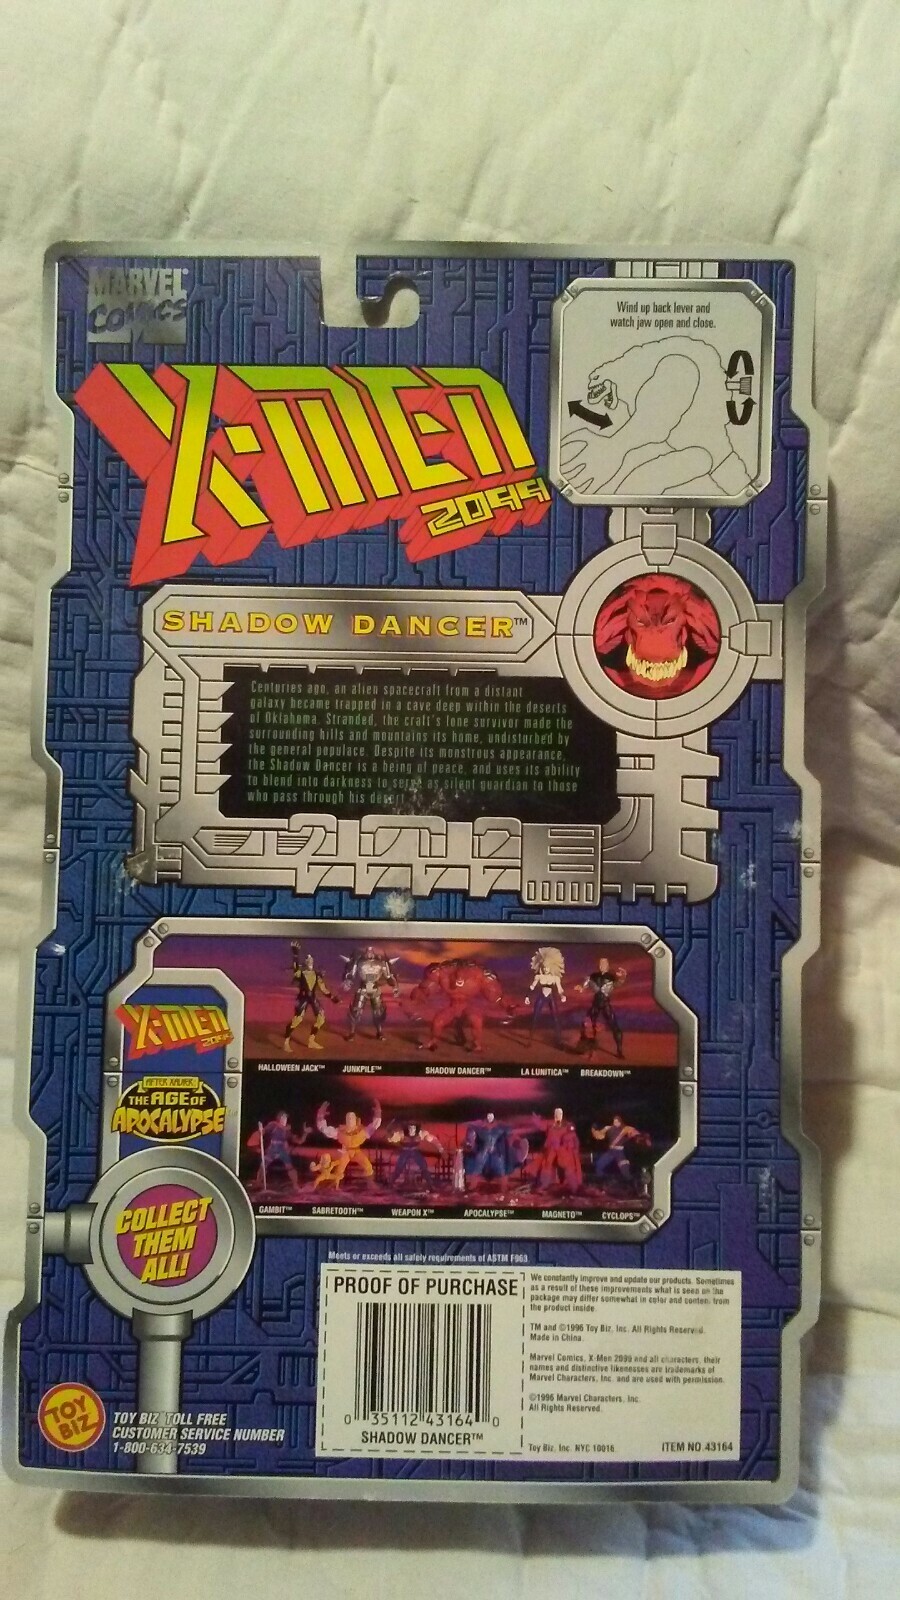 MARVEL
COMICS
Wind up back lever and
watch jaw open and close.
X-MEN
2099
SHADOW DANCER™
Centuries ago, an alien spacecraft from a distant
galaxy became trapped in a cave deep within the deserts
of Oklahoma. Stranded, the craft's lone survivor made the
surrounding hills and mountains its home, undisturbed by
the general populace. Despite its monstrous appearance,
the Shadow Dancer is a being of peace, and uses its ability
to blend into darkness to serve as silent guardian to those
who pass through his desert
X-MEN
2099
AFTER XAVIER:
THE AGE OF
APOCALYPSE™
HALLOWEEN JACK™ JUNKPILE™ SHADOW DANCER™ LA LUNITICA™ BREAKDOWN™
GAMBIT™ SABRETOOTH™ WEAPON X™ APOCALYPSE™ MAGNETO™ CYCLOPS™
COLLECT
THEM
ALL!
Meets or exceeds all safety requirements of ASTM F963
PROOF OF PURCHASE
0 35112 43164 0
SHADOW DANCER™
We constantly improve and update our products. Sometimes
as a result of these improvements what is seen on the
package may differ somewhat in color and content from
the product inside.
TM and ©1996 Toy Biz, Inc. All Rights Reserved.
Made in China.
Marvel Comics, X-Men 2099 and all characters, their
names and distinctive likenesses are trademarks of
Marvel Characters, Inc. and are used with permission.
©1996 Marvel Characters, Inc.
All Rights Reserved.
Toy Biz, Inc. NYC 10016 ITEM NO.43164
TOY
BIZ
TOY BIZ TOLL FREE
CUSTOMER SERVICE NUMBER
1-800-634-7539